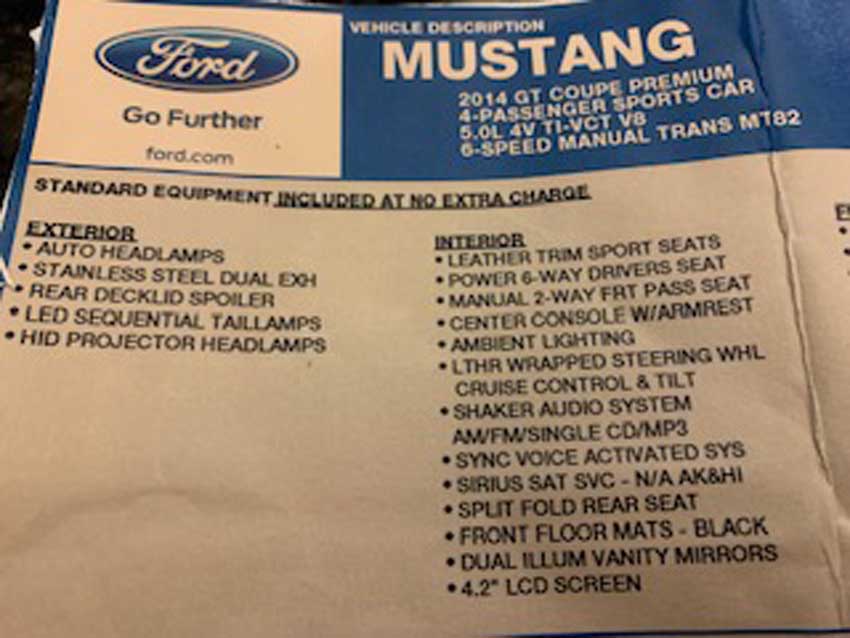 Ford
Go Further
ford.com
VEHICLE DESCRIPTION
MUSTANG
2014 GT COUPE PREMIUM
4-PASSENGER SPORTS CAR
5.0L 4V TI-VCT V8
6-SPEED MANUAL TRANS MT82
STANDARD EQUIPMENT INCLUDED AT NO EXTRA CHARGE
EXTERIOR
• AUTO HEADLAMPS
• STAINLESS STEEL DUAL EXH
• REAR DECKLID SPOILER
• LED SEQUENTIAL TAILLAMPS
• HID PROJECTOR HEADLAMPS
INTERIOR
• LEATHER TRIM SPORT SEATS
• POWER 6-WAY DRIVERS SEAT
• MANUAL 2-WAY FRT PASS SEAT
• CENTER CONSOLE W/ARMREST
• AMBIENT LIGHTING
• LTHR WRAPPED STEERING WHL
CRUISE CONTROL & TILT
• SHAKER AUDIO SYSTEM
AM/FM/SINGLE CD/MP3
• SYNC VOICE ACTIVATED SYS
• SIRIUS SAT SVC - N/A AK&HI
• SPLIT FOLD REAR SEAT
• FRONT FLOOR MATS - BLACK
• DUAL ILLUM VANITY MIRRORS
• 4.2" LCD SCREEN